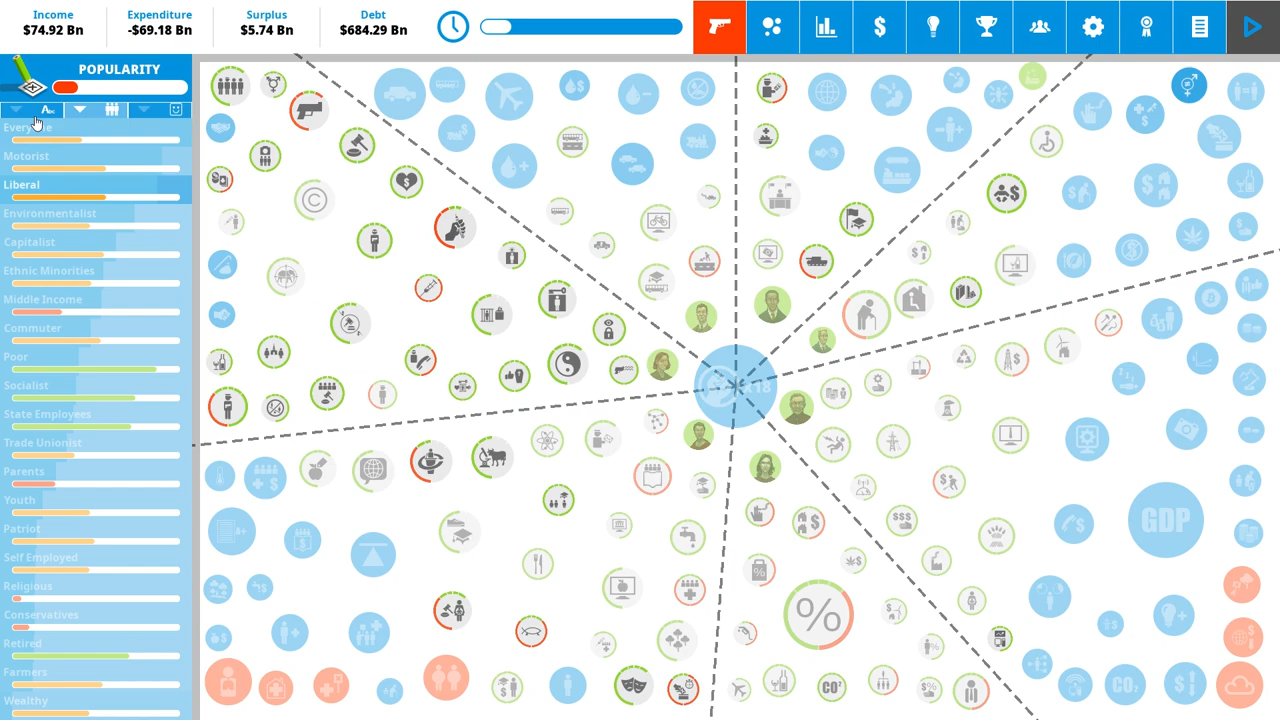 Income
$74.92 Bn
Expenditure
-$69.18 Bn
Surplus
$5.74 Bn
Debt
$684.29 Bn
POPULARITY
Motorist
Liberal
Environmentalist
Capitalist
Ethnic Minorities
Middle Income
Commuter
Poor
Socialist
State Employees
Trade Unionist
Parents
Youth
Patriot
Self Employed
Religious
Conservatives
Retired
Farmers
Wealthy
GDP
%
CO²
CO₂